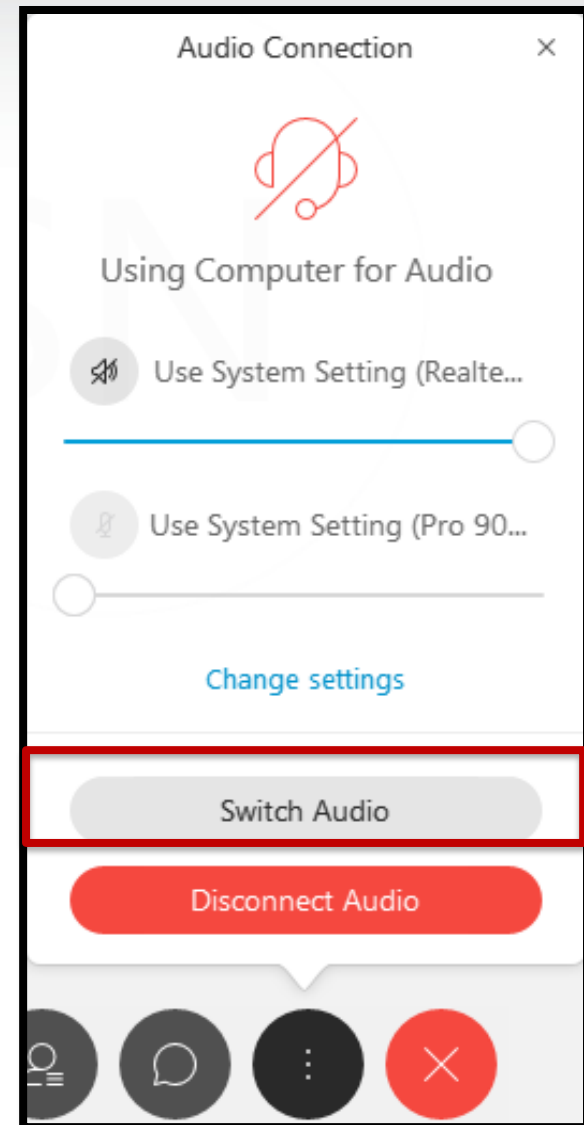 Audio Connection
Using Computer for Audio
Use System Setting (Realte...
Use System Setting (Pro 90...
Change settings
Switch Audio
Disconnect Audio